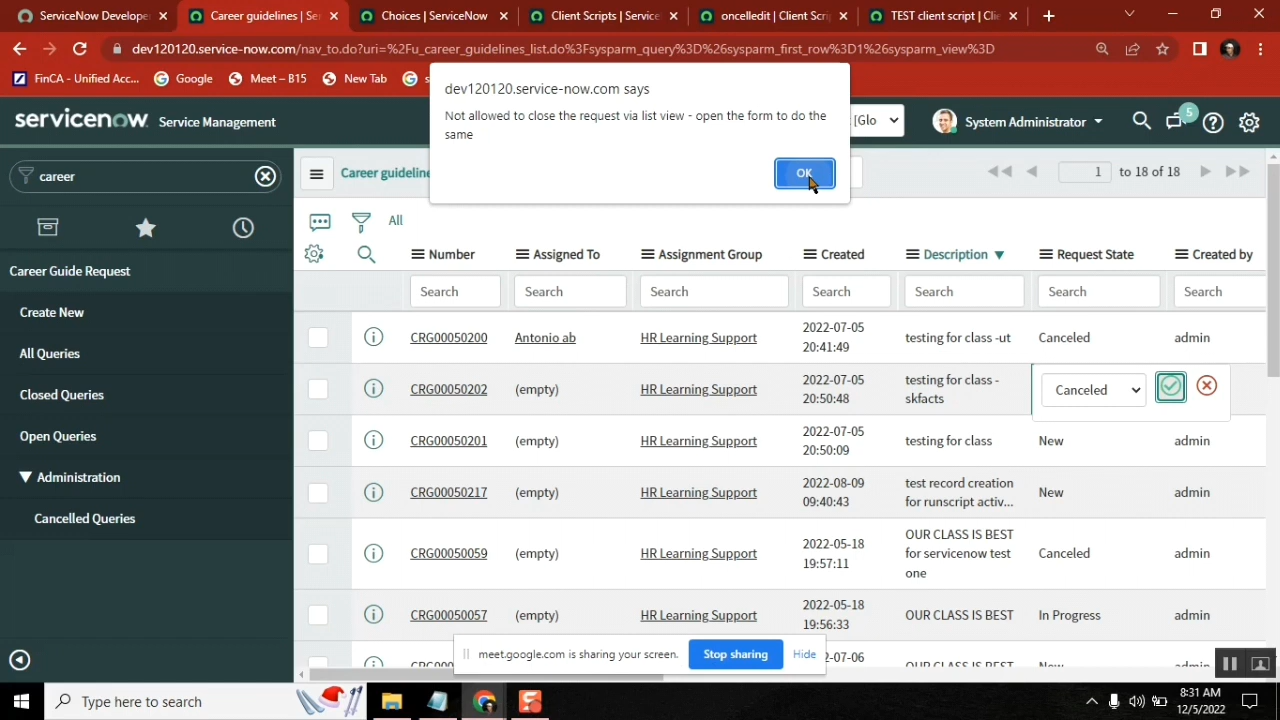 ServiceNow Develope
Career guidelines | Se
Choices | ServiceNow
Client Scripts | Service
oncelledit | Client Scri
TEST client script | Cli
dev120120.service-now.com/nav_to.do?uri=%2Fu_career_guidelines_list.do%3Fsysparm_query%3D%26sysparm_first_row%3D1%26sysparm_view%3D
FinCA - Unified Acc...
Google
Meet – B15
New Tab
s
dev120120.service-now.com says
Not allowed to close the request via list view - open the form to do the
same
OK
servicenow. Service Management
[Glo
System Administrator
5
career
Career guideline
1 to 18 of 18
All
Number Assigned To Assignment Group Created Description Request State Created by
Search Search Search Search Search Search Search
Career Guide Request
Create New
All Queries
Closed Queries
Open Queries
Administration
Cancelled Queries
CRG00050200 Antonio ab HR Learning Support 2022-07-05
20:41:49 testing for class -ut Canceled admin
CRG00050202 (empty) HR Learning Support 2022-07-05
20:50:48 testing for class -
skfacts Canceled
CRG00050201 (empty) HR Learning Support 2022-07-05
20:50:09 testing for class New admin
CRG00050217 (empty) HR Learning Support 2022-08-09
09:40:43 test record creation
for runscript activ... New admin
CRG00050059 (empty) HR Learning Support 2022-05-18
19:57:11 OUR CLASS IS BEST
for servicenow test
one Canceled admin
CRG00050057 (empty) HR Learning Support 2022-05-18
19:56:33 OUR CLASS IS BEST In Progress admin
meet.google.com is sharing your screen. Stop sharing Hide
2-07-06
Type here to search
8:31 AM
12/5/2022